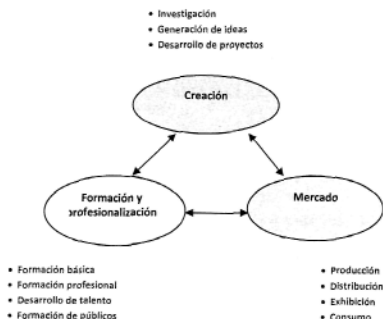 • Investigación
• Generación de ideas
• Desarrollo de proyectos
Creación
Formación y
profesionalización
Mercado
• Formación básica
• Formación profesional
• Desarrollo de talento
• Formación de públicos
• Producción
• Distribución
• Exhibición
• Consumo